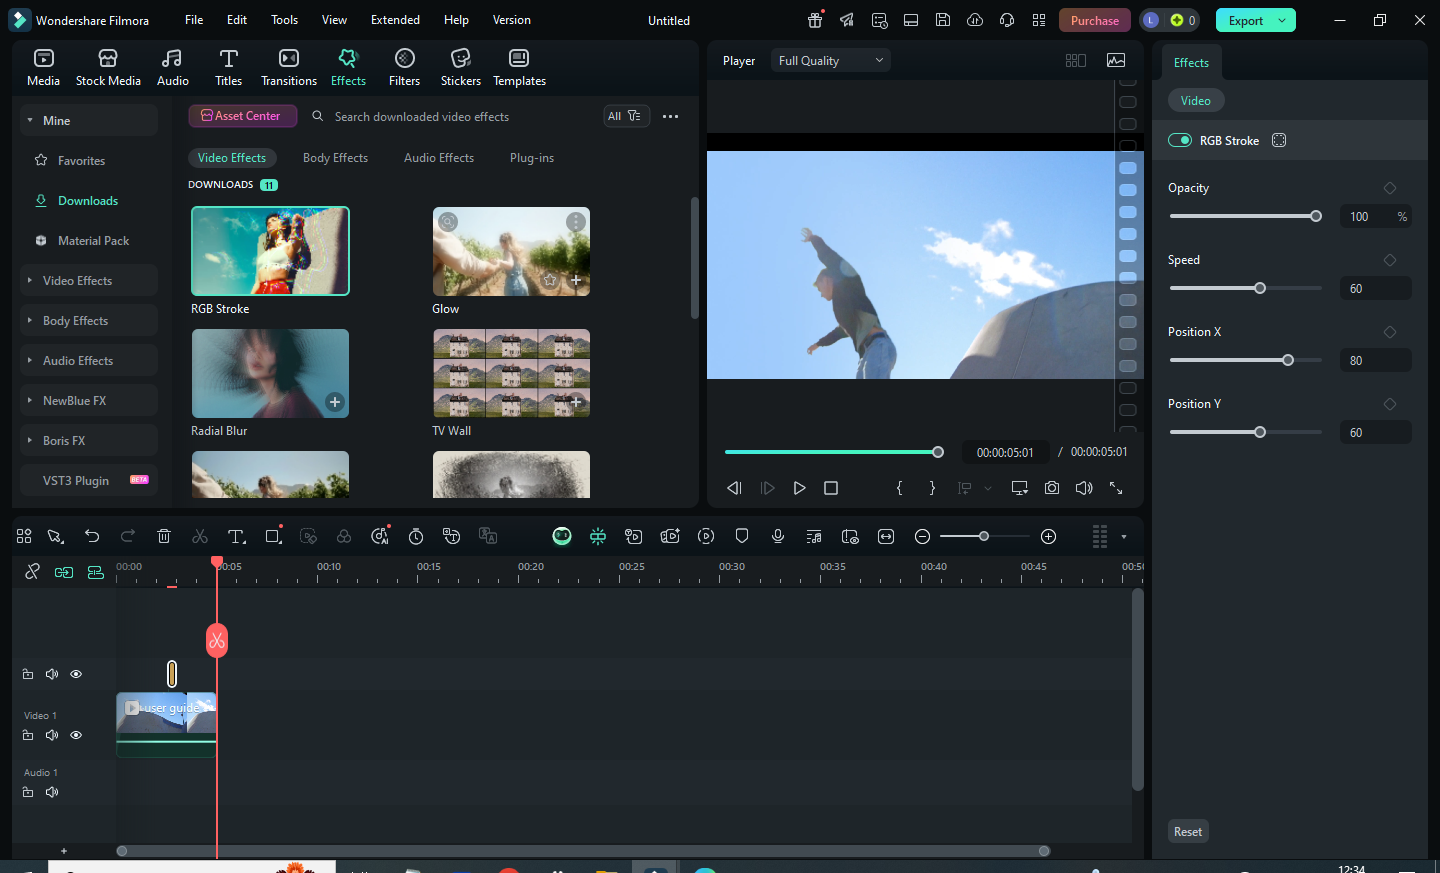 Wondershare Filmora File Edit Tools View Extended Help Version Untitled Purchase L 0 Export
Media Stock Media Audio Titles Transitions Effects Filters Stickers Templates
Mine
Favorites
Downloads
Material Pack
Video Effects
Body Effects
Audio Effects
NewBlue FX
Boris FX
VST3 Plugin BETA
Asset Center Search downloaded video effects All
Video Effects Body Effects Audio Effects Plug-ins
DOWNLOADS 11
RGB Stroke Glow
Radial Blur TV Wall
Player Full Quality
00:00:05:01 / 00:00:05:01
Effects
Video
RGB Stroke
Opacity
100 %
Speed
60
Position X
80
Position Y
60
Reset
00:00 00:05 00:10 00:15 00:20 00:25 00:30 00:35 00:40 00:45 00:50
user guide
Video 1
Audio 1
12:34